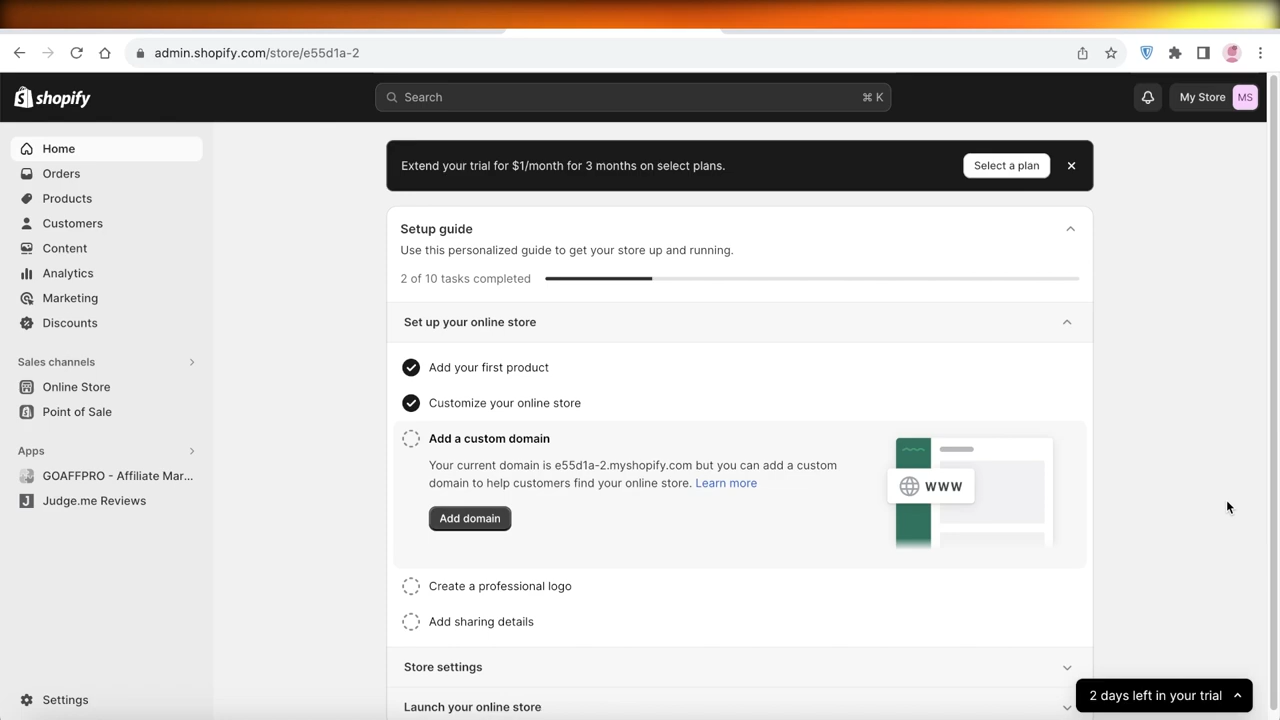 admin.shopify.com/store/e55d1a-2
shopify
Search
⌘ K
My Store
MS
Home
Orders
Products
Customers
Content
Analytics
Marketing
Discounts
Sales channels
Online Store
Point of Sale
Apps
GOAFFPRO - Affiliate Mar...
Judge.me Reviews
Settings
Extend your trial for $1/month for 3 months on select plans.
Select a plan
Setup guide
Use this personalized guide to get your store up and running.
2 of 10 tasks completed
Set up your online store
Add your first product
Customize your online store
Add a custom domain
Your current domain is e55d1a-2.myshopify.com but you can add a custom
domain to help customers find your online store. Learn more
Add domain
WWW
Create a professional logo
Add sharing details
Store settings
Launch your online store
2 days left in your trial